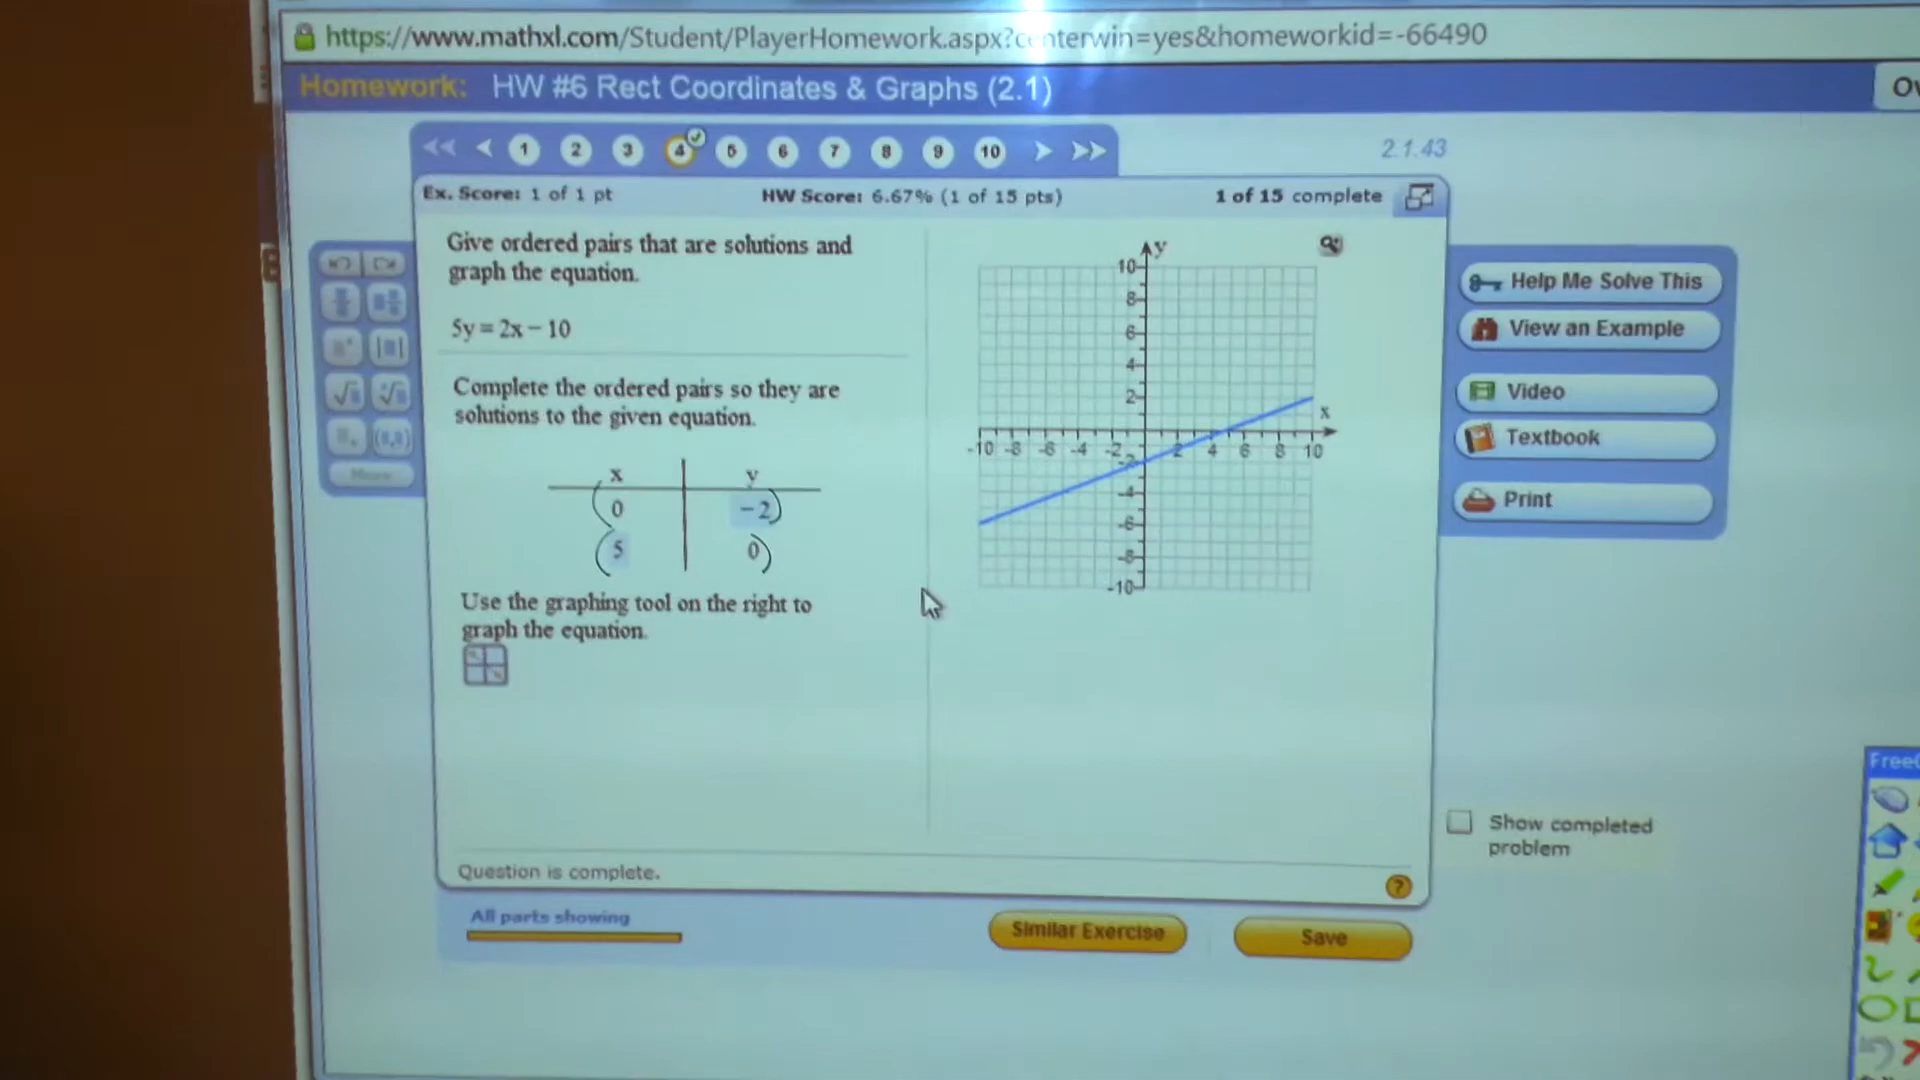 https://www.mathxl.com/Student/PlayerHomework.aspx?centerwin=yes&homeworkid=-66490
Homework: HW #6 Rect Coordinates & Graphs (2.1)
1 2 3 4 5 6 7 8 9 10
2.1.43
Ex. Score: 1 of 1 pt HW Score: 6.67% (1 of 15 pts) 1 of 15 complete
Give ordered pairs that are solutions and
graph the equation.
5y = 2x − 10
Complete the ordered pairs so they are
solutions to the given equation.
x y
(0 −2)
(5 0)
Use the graphing tool on the right to
graph the equation.
More
y
10
8
6
4
2
x
-10 -8 -6 -4 -2 2 4 6 8 10
-2
-4
-6
-8
-10
Help Me Solve This
View an Example
Video
Textbook
Print
Show completed
problem
Question is complete.
?
All parts showing
Similar Exercise
Save